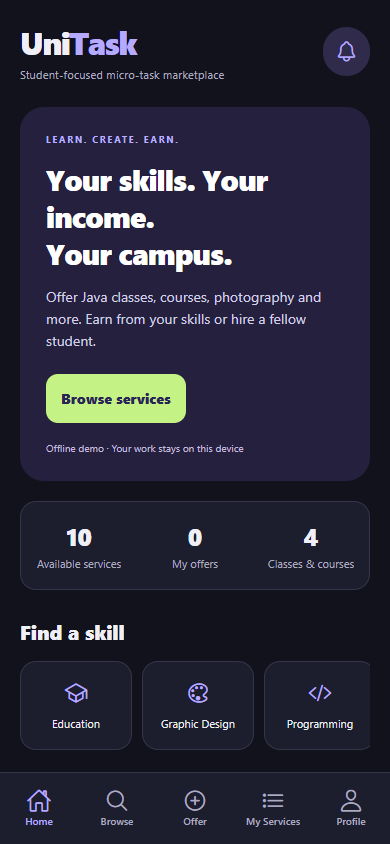 UniTask
Student-focused micro-task marketplace
LEARN. CREATE. EARN.
Your skills. Your
income.
Your campus.
Offer Java classes, courses, photography and
more. Earn from your skills or hire a fellow
student.
Browse services
Offline demo · Your work stays on this device
10 0 4
Available services My offers Classes & courses
Find a skill
Education Graphic Design Programming
Home Browse Offer My Services Profile